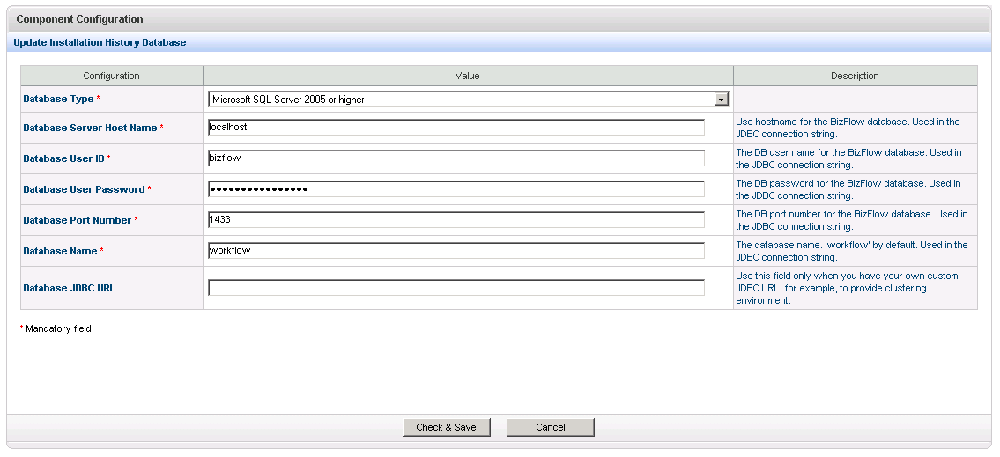 Component Configuration
Update Installation History Database
Configuration Value Description
Database Type * Microsoft SQL Server 2005 or higher
Database Server Host Name * localhost Use hostname for the BizFlow database. Used in the
JDBC connection string.
Database User ID * bizflow The DB user name for the BizFlow database. Used in
the JDBC connection string.
Database User Password * ●●●●●●●●●●●●●●●● The DB password for the BizFlow database. Used in
the JDBC connection string.
Database Port Number * 1433 The DB port number for the BizFlow database. Used in
the JDBC connection string.
Database Name * workflow The database name. 'workflow' by default. Used in the
JDBC connection string.
Database JDBC URL Use this field only when you have your own custom
JDBC URL, for example, to provide clustering
environment.
* Mandatory field
Check & Save Cancel